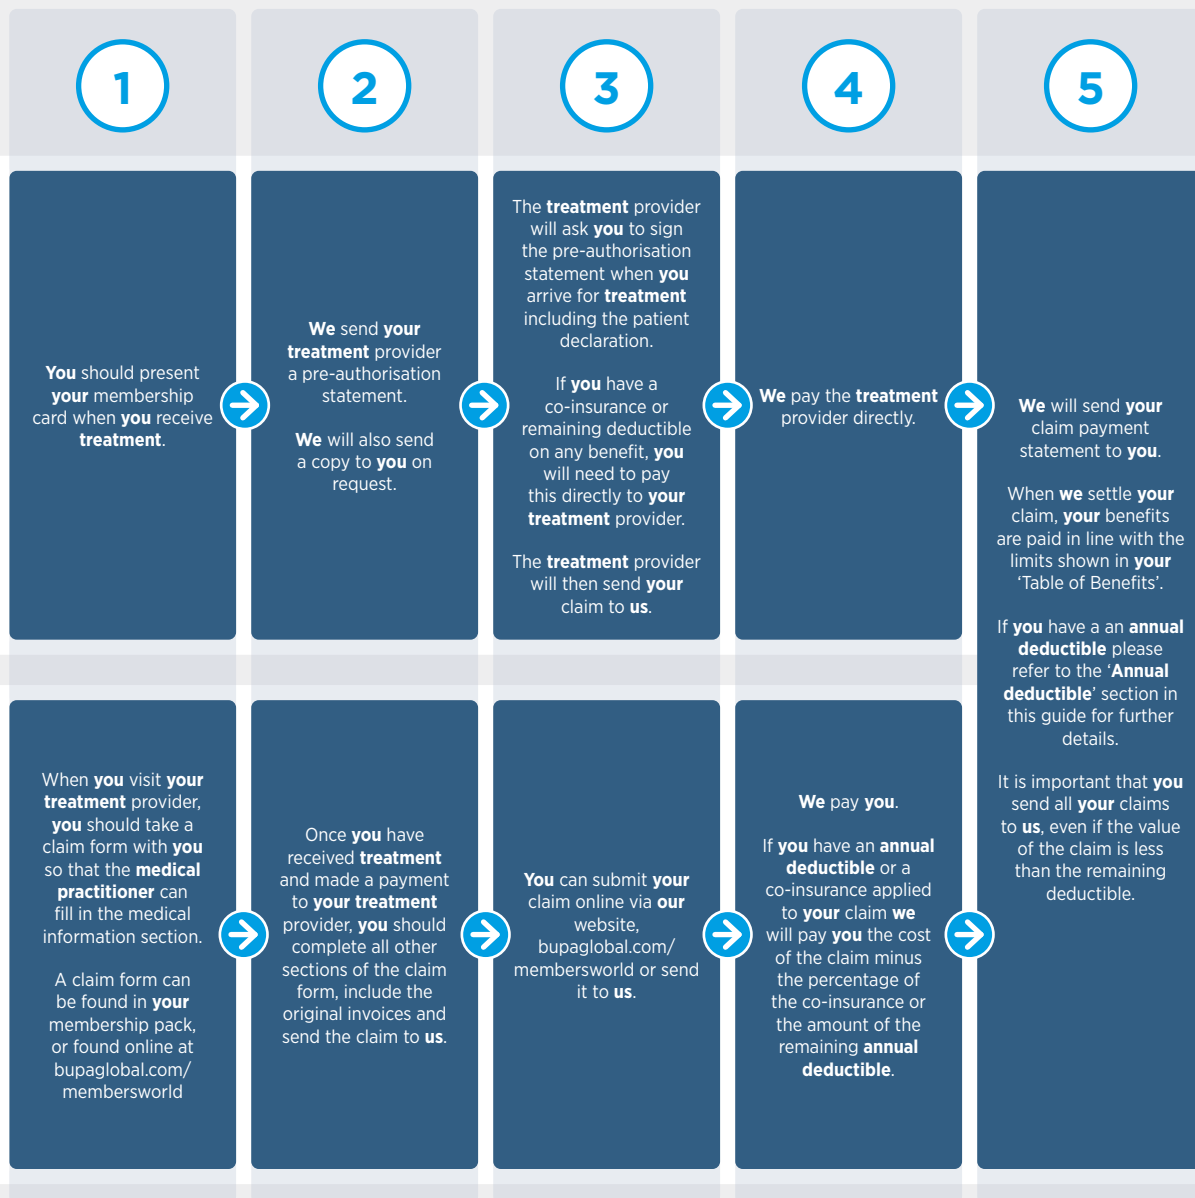 1
2
3
4
5
You should present
your membership
card when you receive
treatment.
We send your
treatment provider
a pre-authorisation
statement.
We will also send
a copy to you on
request.
The treatment provider
will ask you to sign
the pre-authorisation
statement when you
arrive for treatment
including the patient
declaration.
If you have a
co-insurance or
remaining deductible
on any benefit, you
will need to pay
this directly to your
treatment provider.
The treatment provider
will then send your
claim to us.
We pay the treatment
provider directly.
We will send your
claim payment
statement to you.
When we settle your
claim, your benefits
are paid in line with the
limits shown in your
‘Table of Benefits’.
If you have a an annual
deductible please
refer to the ‘Annual
deductible’ section in
this guide for further
details.
It is important that you
send all your claims
to us, even if the value
of the claim is less
than the remaining
deductible.
When you visit your
treatment provider,
you should take a
claim form with you
so that the medical
practitioner can
fill in the medical
information section.
A claim form can
be found in your
membership pack,
or found online at
bupaglobal.com/
membersworld
Once you have
received treatment
and made a payment
to your treatment
provider, you should
complete all other
sections of the claim
form, include the
original invoices and
send the claim to us.
You can submit your
claim online via our
website,
bupaglobal.com/
membersworld or send
it to us.
We pay you.
If you have an annual
deductible or a
co-insurance applied
to your claim we
will pay you the cost
of the claim minus
the percentage of
the co-insurance or
the amount of the
remaining annual
deductible.